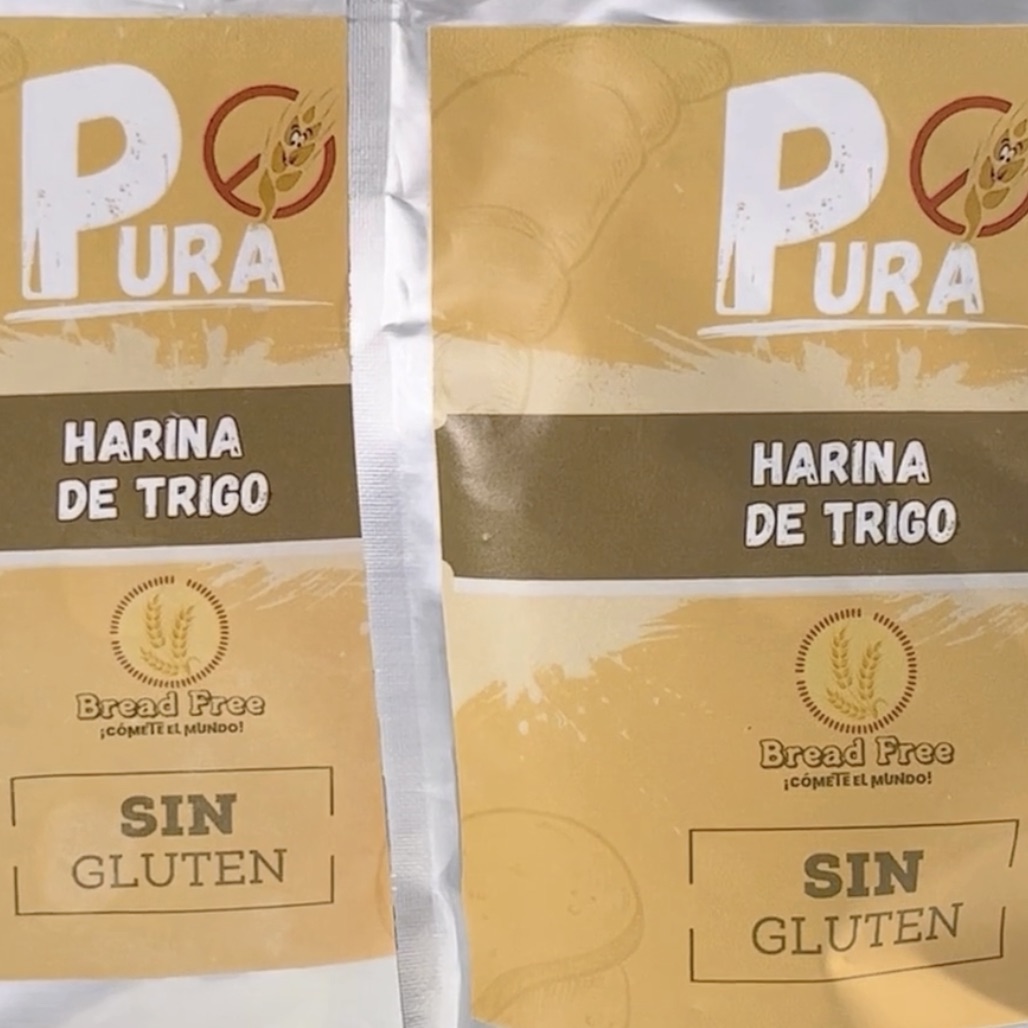 PURA
HARINA
DE TRIGO
Bread Free
¡CÓMETE EL MUNDO!
SIN
GLUTEN
PURA
HARINA
DE TRIGO
Bread Free
¡CÓMETE EL MUNDO!
SIN
GLUTEN